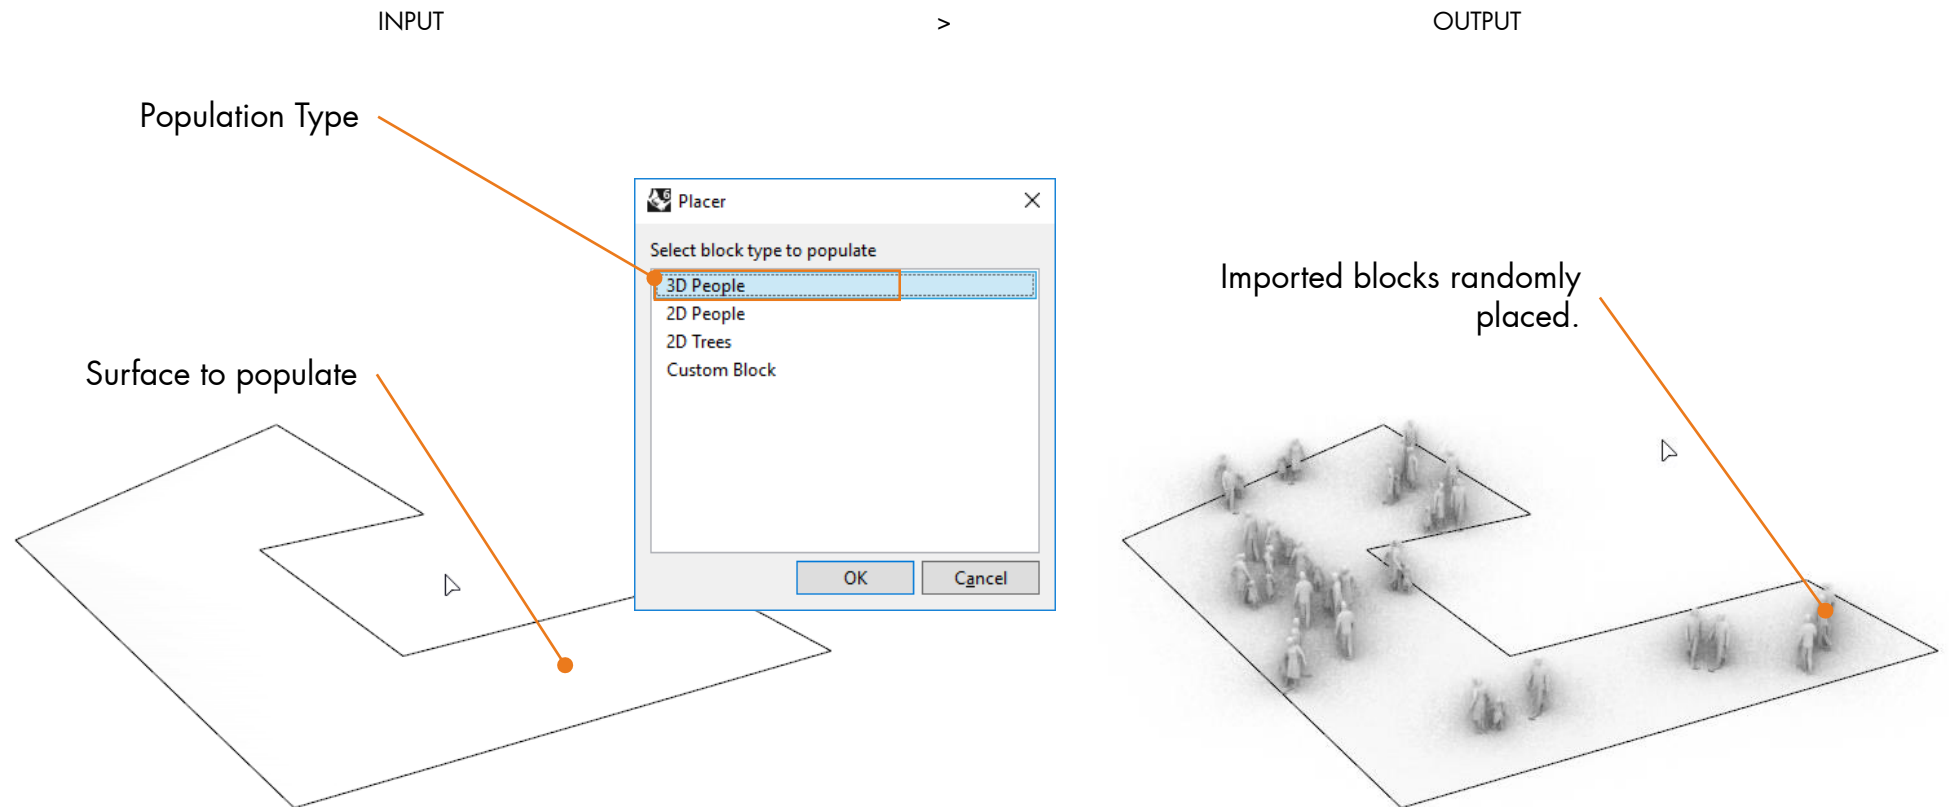 INPUT
>
OUTPUT
Population Type
Placer
Select block type to populate
3D People
2D People
2D Trees
Custom Block
OK
Cancel
Surface to populate
Imported blocks randomly
placed.